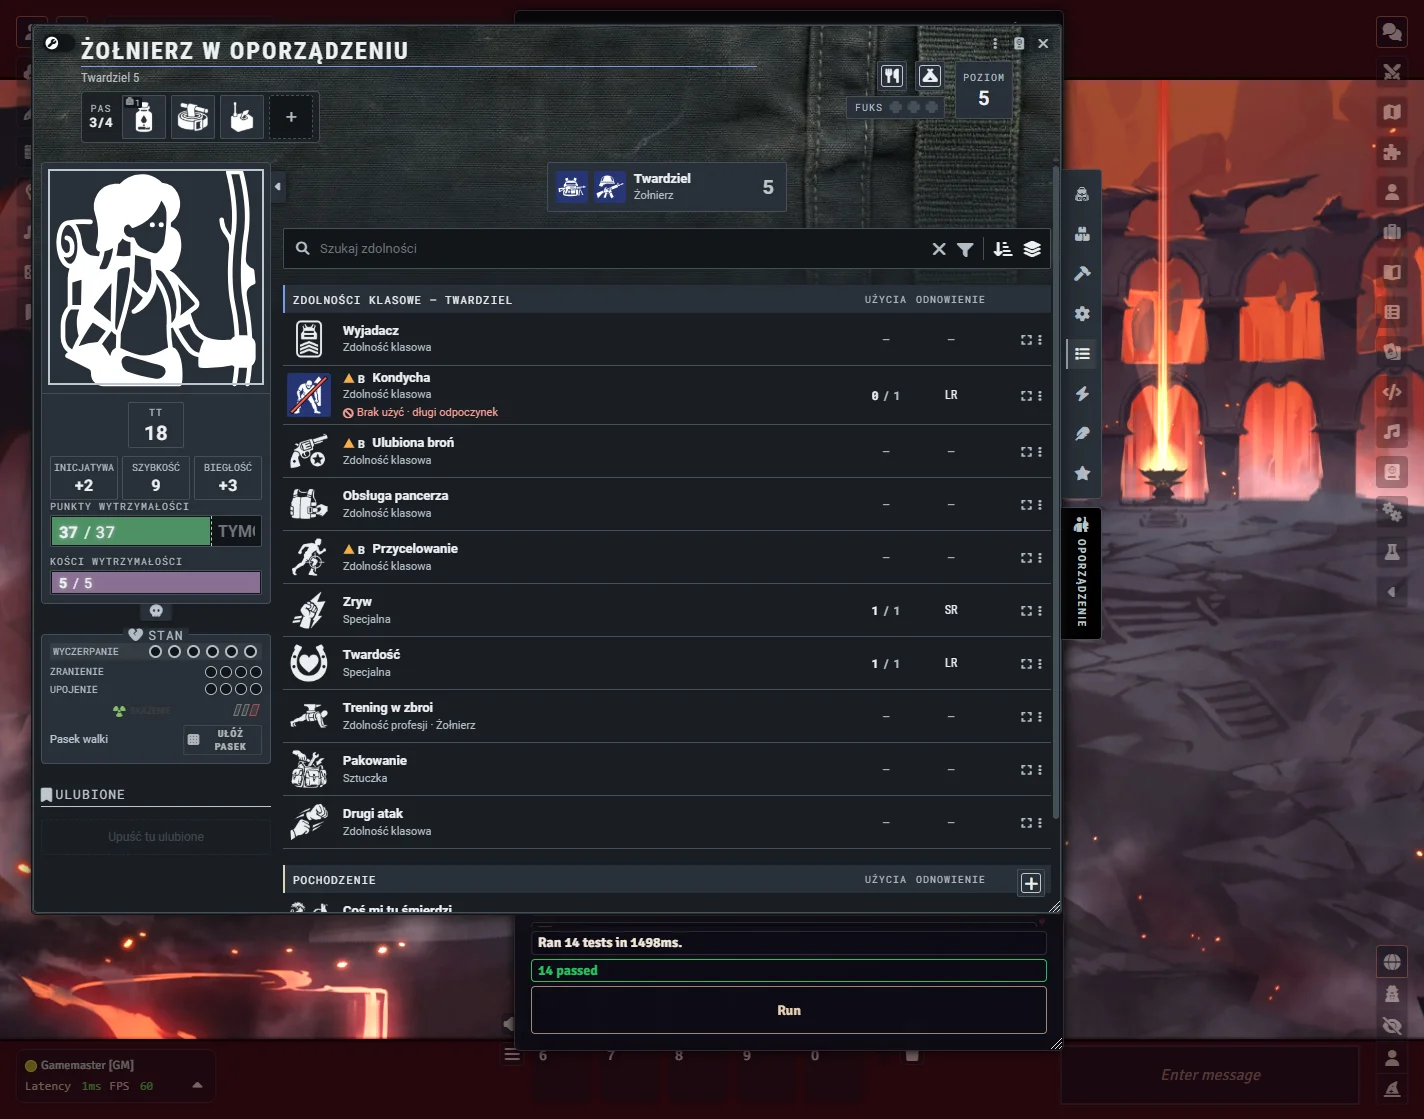 ŻOŁNIERZ W OPORZĄDZENIU
Twardziel 5
PAS
3/4
1
+
FUKS
POZIOM
5
Twardziel
Żołnierz
5
Szukaj zdolności
ZDOLNOŚCI KLASOWE – TWARDZIEL
UŻYCIA ODNOWIENIE
Wyjadacz
Zdolność klasowa
– –
B Kondycha
Zdolność klasowa
Brak użyć · długi odpoczynek
0 / 1 LR
B Ulubiona broń
Zdolność klasowa
– –
Obsługa pancerza
Zdolność klasowa
– –
B Przycelowanie
Zdolność klasowa
– –
Zryw
Specjalna
1 / 1 SR
Twardość
Specjalna
1 / 1 LR
Trening w zbroi
Zdolność profesji · Żołnierz
– –
Pakowanie
Sztuczka
– –
Drugi atak
Zdolność klasowa
– –
POCHODZENIE
UŻYCIA ODNOWIENIE
Coś mi tu śmierdzi
TT
18
INICJATYWA
+2
SZYBKOŚĆ
9
BIEGŁOŚĆ
+3
PUNKTY WYTRZYMAŁOŚCI
37 / 37
TYM
KOŚCI WYTRZYMAŁOŚCI
5 / 5
STAN
WYCZERPANIE
ZRANIENIE
UPOJENIE
Pasek walki
UŁÓŻ
PASEK
ULUBIONE
Upuść tu ulubione
OPORZĄDZENIE
Ran 14 tests in 1498ms.
14 passed
Run
6 7 8 9 0
Gamemaster [GM]
Latency 1ms FPS 60
Enter message